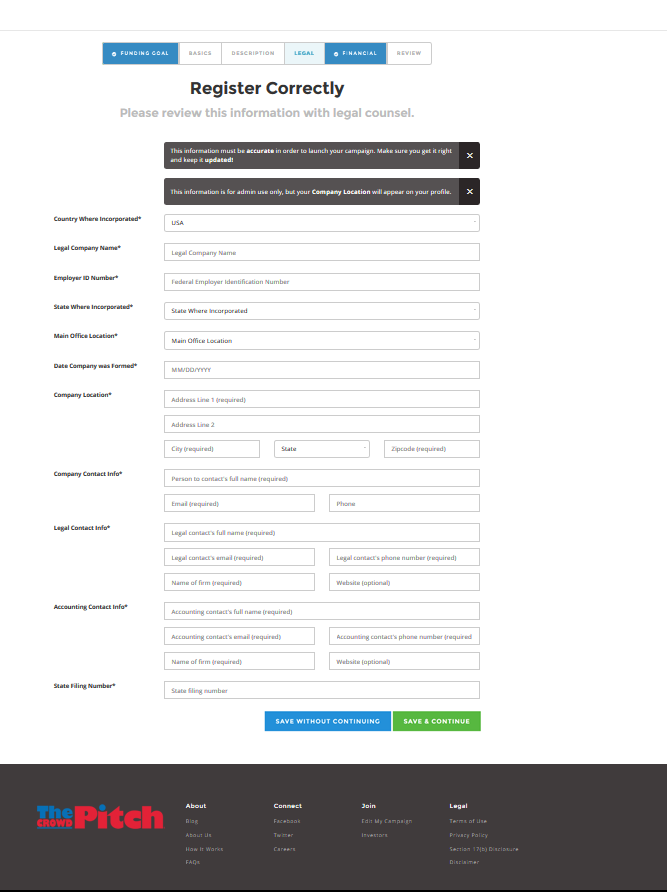 FUNDING GOAL BASICS DESCRIPTION LEGAL FINANCIAL REVIEW
Register Correctly
Please review this information with legal counsel.
This information must be accurate in order to launch your campaign. Make sure you get it right
and keep it updated!
This information is for admin use only, but your Company Location will appear on your profile.
Country Where Incorporated* USA
Legal Company Name* Legal Company Name
Employer ID Number* Federal Employer Identification Number
State Where Incorporated* State Where Incorporated
Main Office Location* Main Office Location
Date Company was Formed* MM/DD/YYYY
Company Location* Address Line 1 (required)
Address Line 2
City (required) State Zipcode (required)
Company Contact Info* Person to contact's full name (required)
Email (required) Phone
Legal Contact Info* Legal contact's full name (required)
Legal contact's email (required) Legal contact's phone number (required)
Name of firm (required) Website (optional)
Accounting Contact Info* Accounting contact's full name (required)
Accounting contact's email (required) Accounting contact's phone number (required
Name of firm (required) Website (optional)
State Filing Number* State filing number
SAVE WITHOUT CONTINUING SAVE & CONTINUE
The CROWD Pitch
About Connect Join Legal
Blog Facebook Edit My Campaign Terms of Use
About Us Twitter Investors Privacy Policy
How It Works Careers Section 17(b) Disclosure
FAQs Disclaimer